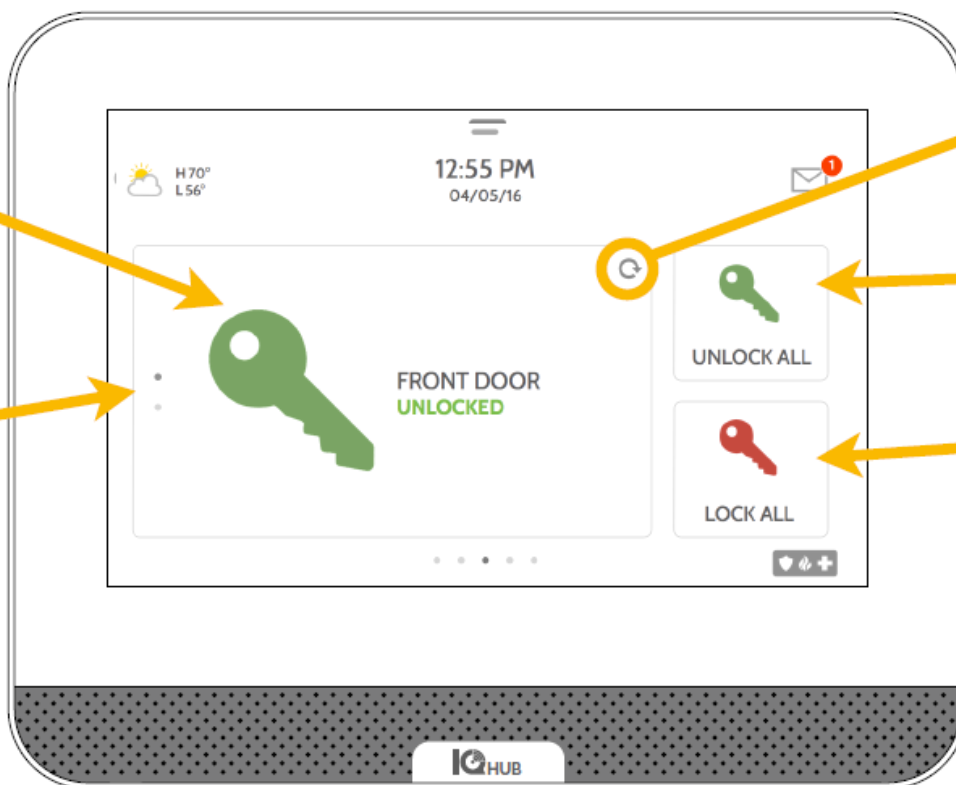 12:55 PM
04/05/16
H 70°
L 56°
1
FRONT DOOR
UNLOCKED
UNLOCK ALL
LOCK ALL
IQ HUB